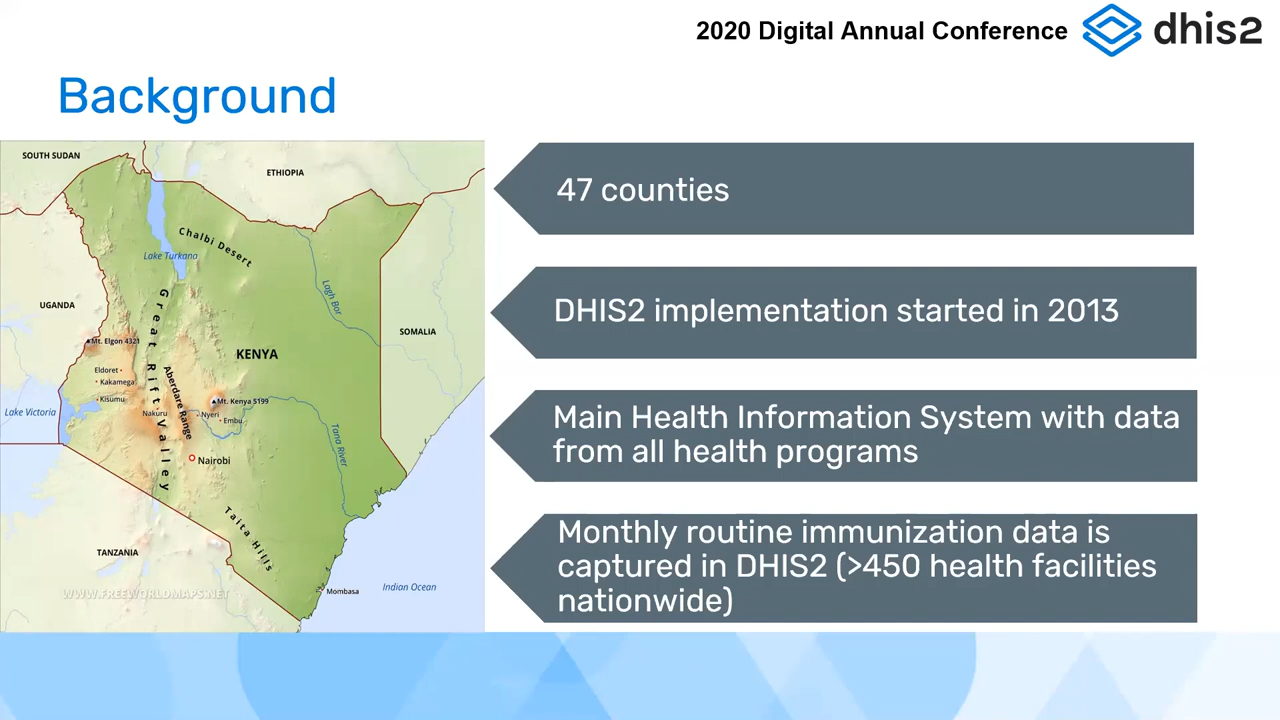 2020 Digital Annual Conference
dhis2
Background
SOUTH SUDAN
ETHIOPIA
Chalbi Desert
Lake Turkana
Lagh Bor
UGANDA
Great Rift Valley
SOMALIA
Mt. Elgon 4321
KENYA
Eldoret
Kakamega
Aberdare Range
Kisumu
Mt. Kenya 5199
Lake Victoria
Nakuru
Nyeri
Embu
Tana River
Nairobi
Taita Hills
TANZANIA
Indian Ocean
Mombasa
WWW.FREEWORLDMAPS.NET
47 counties
DHIS2 implementation started in 2013
Main Health Information System with data
from all health programs
Monthly routine immunization data is
captured in DHIS2 (>450 health facilities
nationwide)